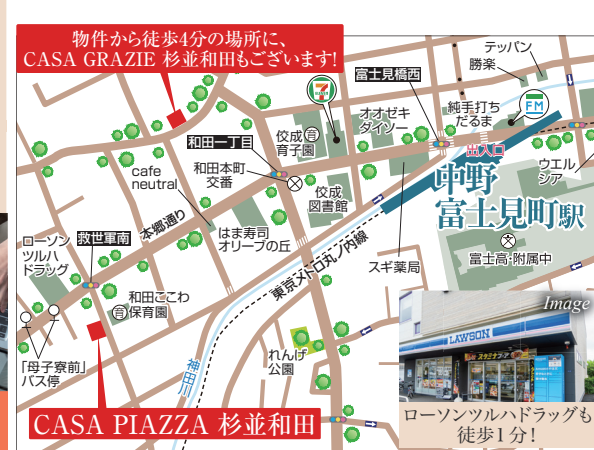 物件から徒歩4分の場所に、
CASA GRAZIE 杉並和田もございます!
テッパン
勝楽
富士見橋西
7
ELEVEN
FM
純手打ち
だるま
オオゼキ
ダイソー
出入口
佼成
育子園
育
和田一丁目
和田本町
交番
cafe
neutral
佼成
図書館
ウエル
シア
中野
富士見町駅
本郷通り
はま寿司
オリーブの丘
ローソン
ツルハ
ドラッグ
救世軍南
東京メトロ丸ノ内線
スギ薬局
文
富士高・附属中
和田ここわ
保育園
育
「母子寮前」
バス停
神田川
れんげ
公園
Image
LAWSON
CASA PIAZZA 杉並和田
ローソンツルハドラッグも
徒歩1分!